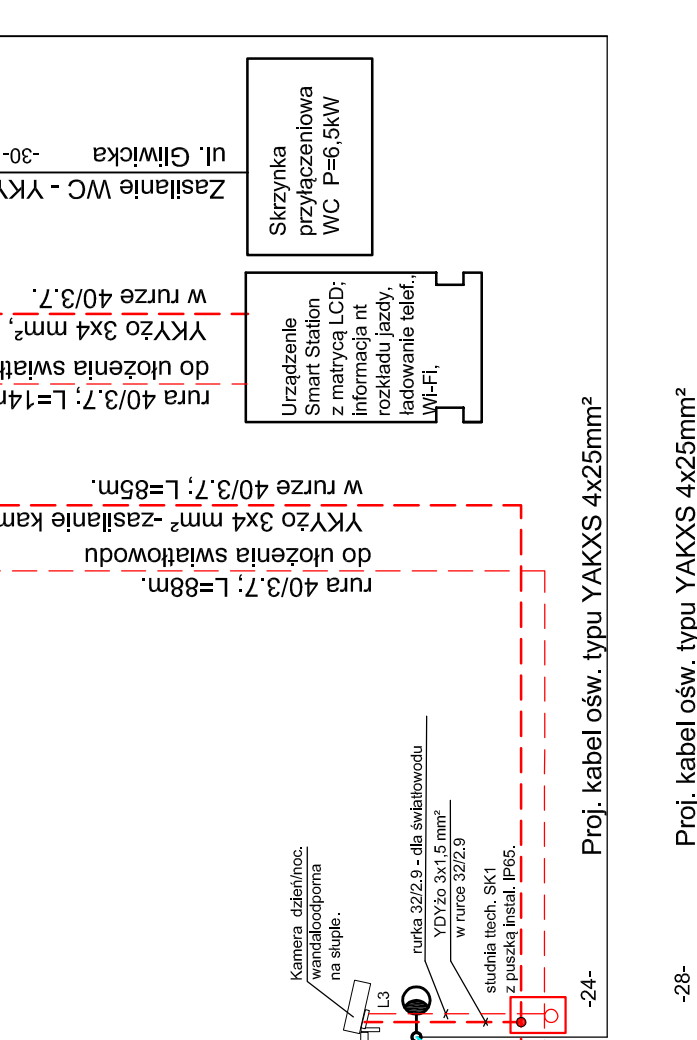 -30-
ul. Gliwicka
Zasilanie WC - YKY
Skrzynka
przyłączeniowa
WC P=6,5kW
w rurze 40/3.7.
YKYżo 3x4 mm²,
do ułożenia swiatł
rura 40/3.7; L=14m
Urządzenie
Smart Station
z matrycą LCD;
informacja nt
rozkładu jazdy,
ładowanie telef.,
Wi-Fi,
w rurze 40/3.7; L=85m.
YKYżo 3x4 mm² -zasilanie kam
do ułożenia swiatłowodu
rura 40/3.7; L=88m.
Kamera dzień/noc.
wandaloodporna
na słupie.
L3
rurka 32/2.9 - dla światłowodu
YDYżo 3x1,5 mm²
w rurce 32/2.9
studnia ttech. SK1
z puszką instal. IP65.
-24-
Proj. kabel ośw. typu YAKXS 4x25mm²
-28-
Proj. kabel ośw. typu YAKXS 4x25mm²